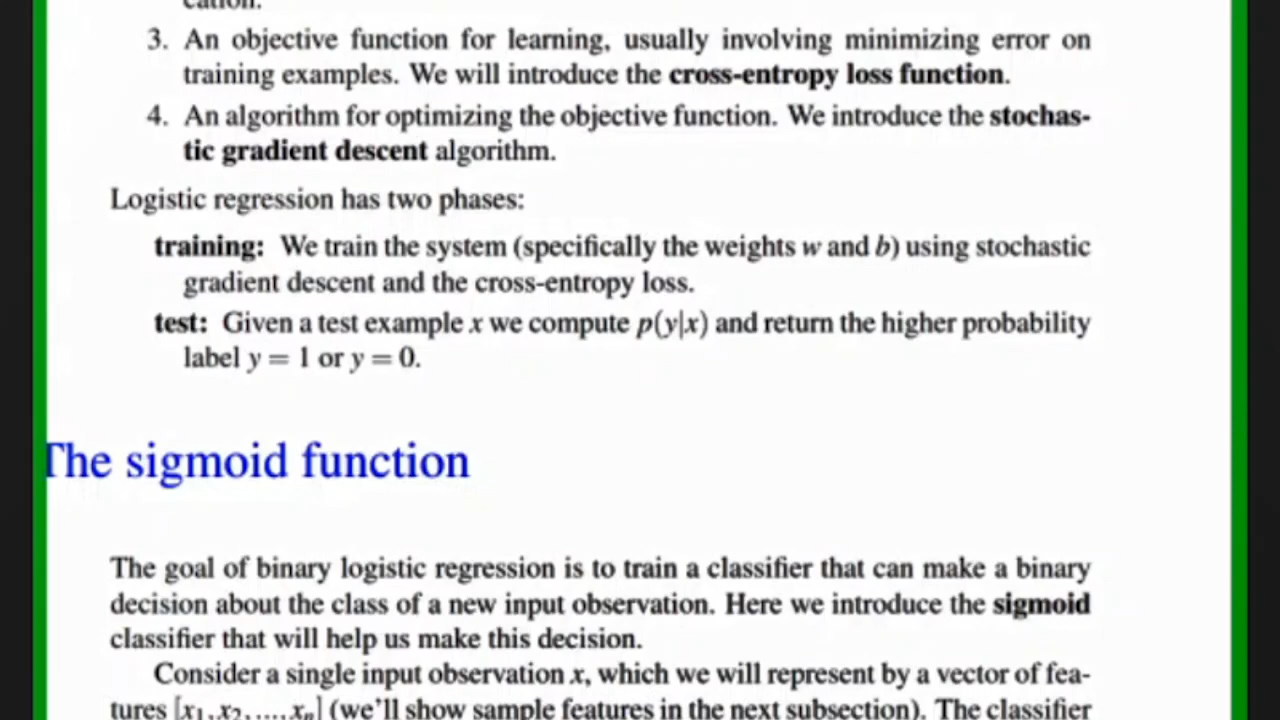 cation.
3. An objective function for learning, usually involving minimizing error on
training examples. We will introduce the cross-entropy loss function.
4. An algorithm for optimizing the objective function. We introduce the stochas-
tic gradient descent algorithm.
Logistic regression has two phases:
training: We train the system (specifically the weights w and b) using stochastic
gradient descent and the cross-entropy loss.
test: Given a test example x we compute p(y|x) and return the higher probability
label y = 1 or y = 0.
The sigmoid function
The goal of binary logistic regression is to train a classifier that can make a binary
decision about the class of a new input observation. Here we introduce the sigmoid
classifier that will help us make this decision.
Consider a single input observation x, which we will represent by a vector of fea-
tures [x₁,x₂,...,xₙ] (we'll show sample features in the next subsection). The classifier